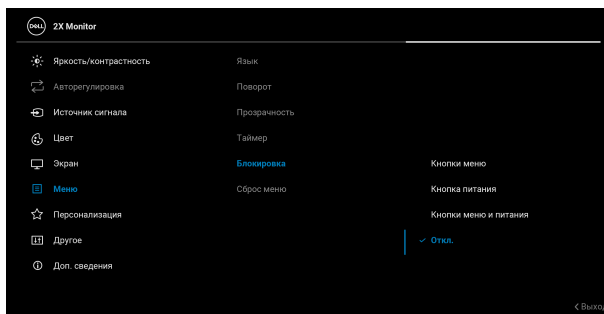 DELL 2X Monitor
Яркость/контрастность Язык
Авторегулировка Поворот
Источник сигнала Прозрачность
Цвет Таймер
Экран Блокировка Кнопки меню
Меню Сброс меню Кнопка питания
Персонализация Кнопки меню и питания
Другое Откл.
Доп. сведения
Выход